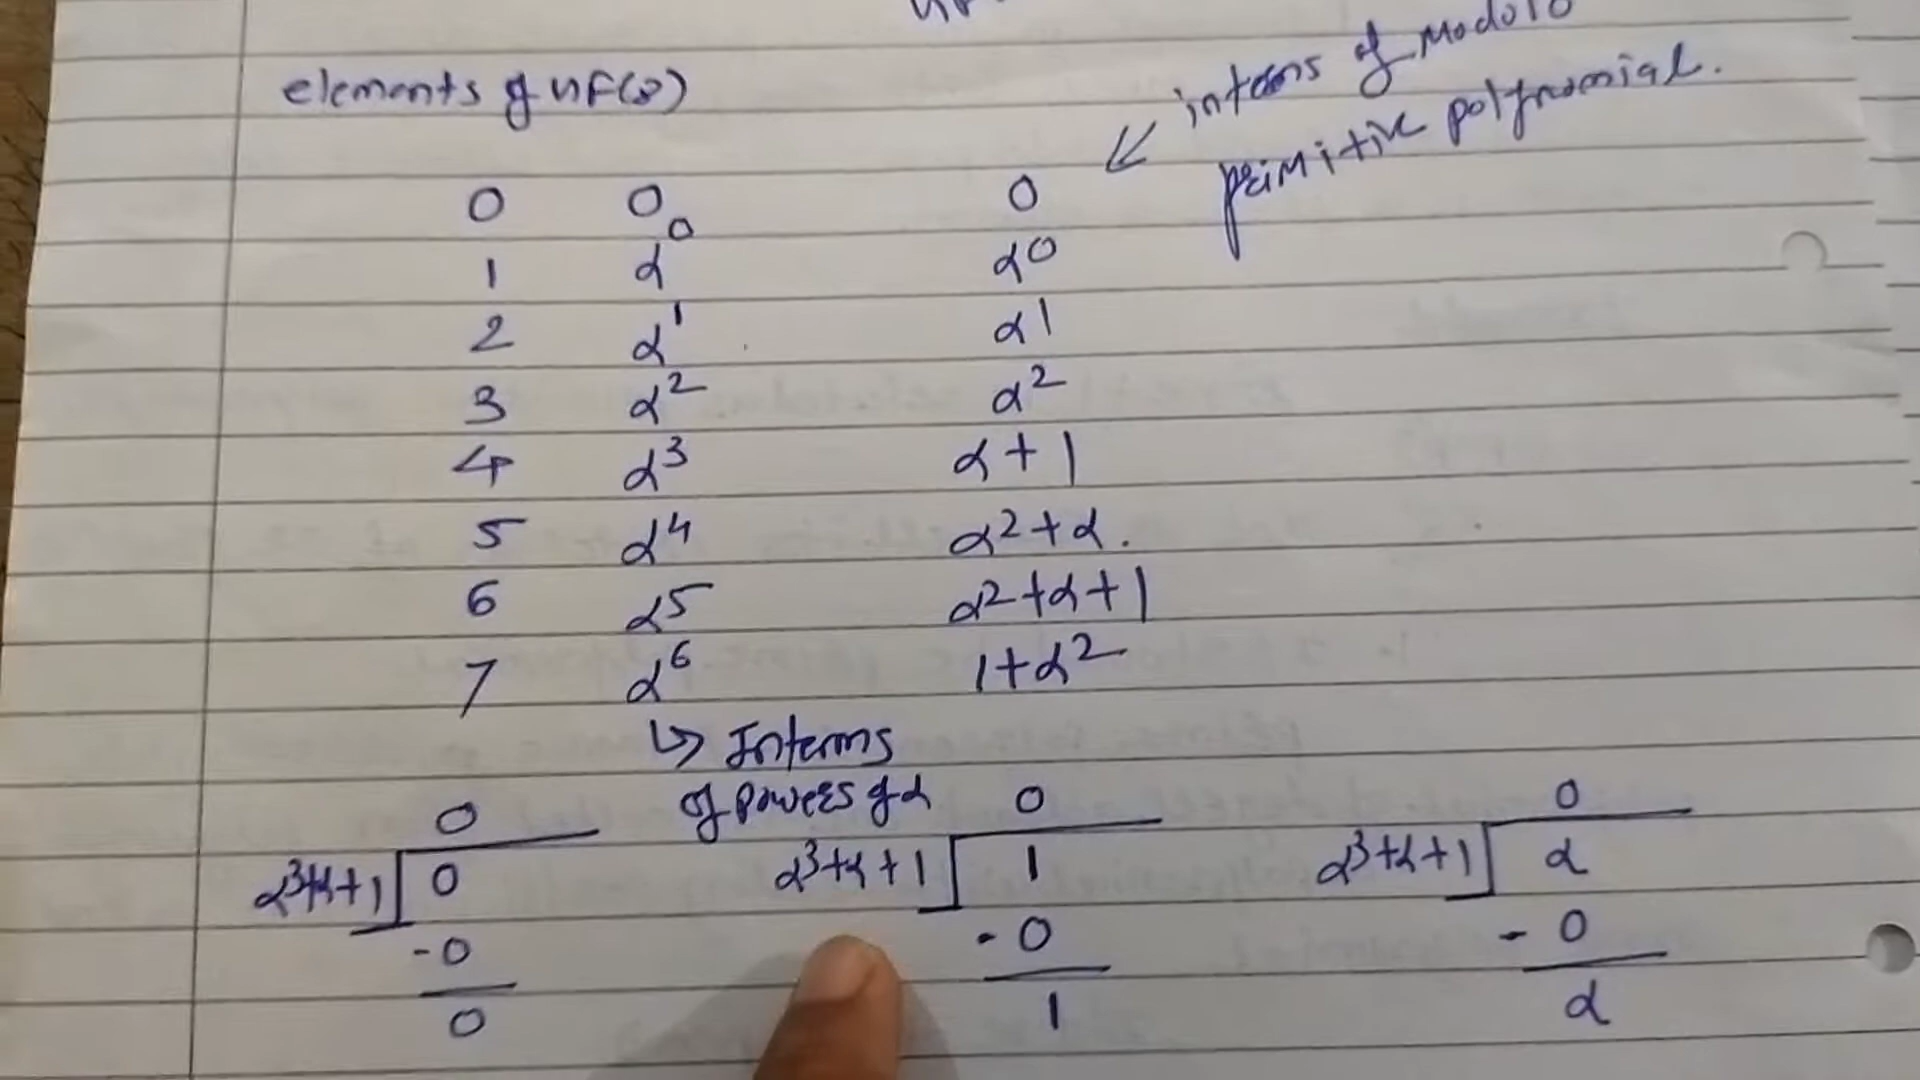 elements of GF(8)
interms of modulo
primitive polynomial.
0 0 0
1 α⁰ α0
2 α¹ α1
3 α² α²
4 α³ α+1
5 α⁴ α²+α.
6 α⁵ α²+α+1
7 α⁶ 1+α²
↳ Interms
of powers of α
0 0 0
α³+α+1 0 α³+α+1 1 α³+α+1 α
-0 -0 -0
0 1 α